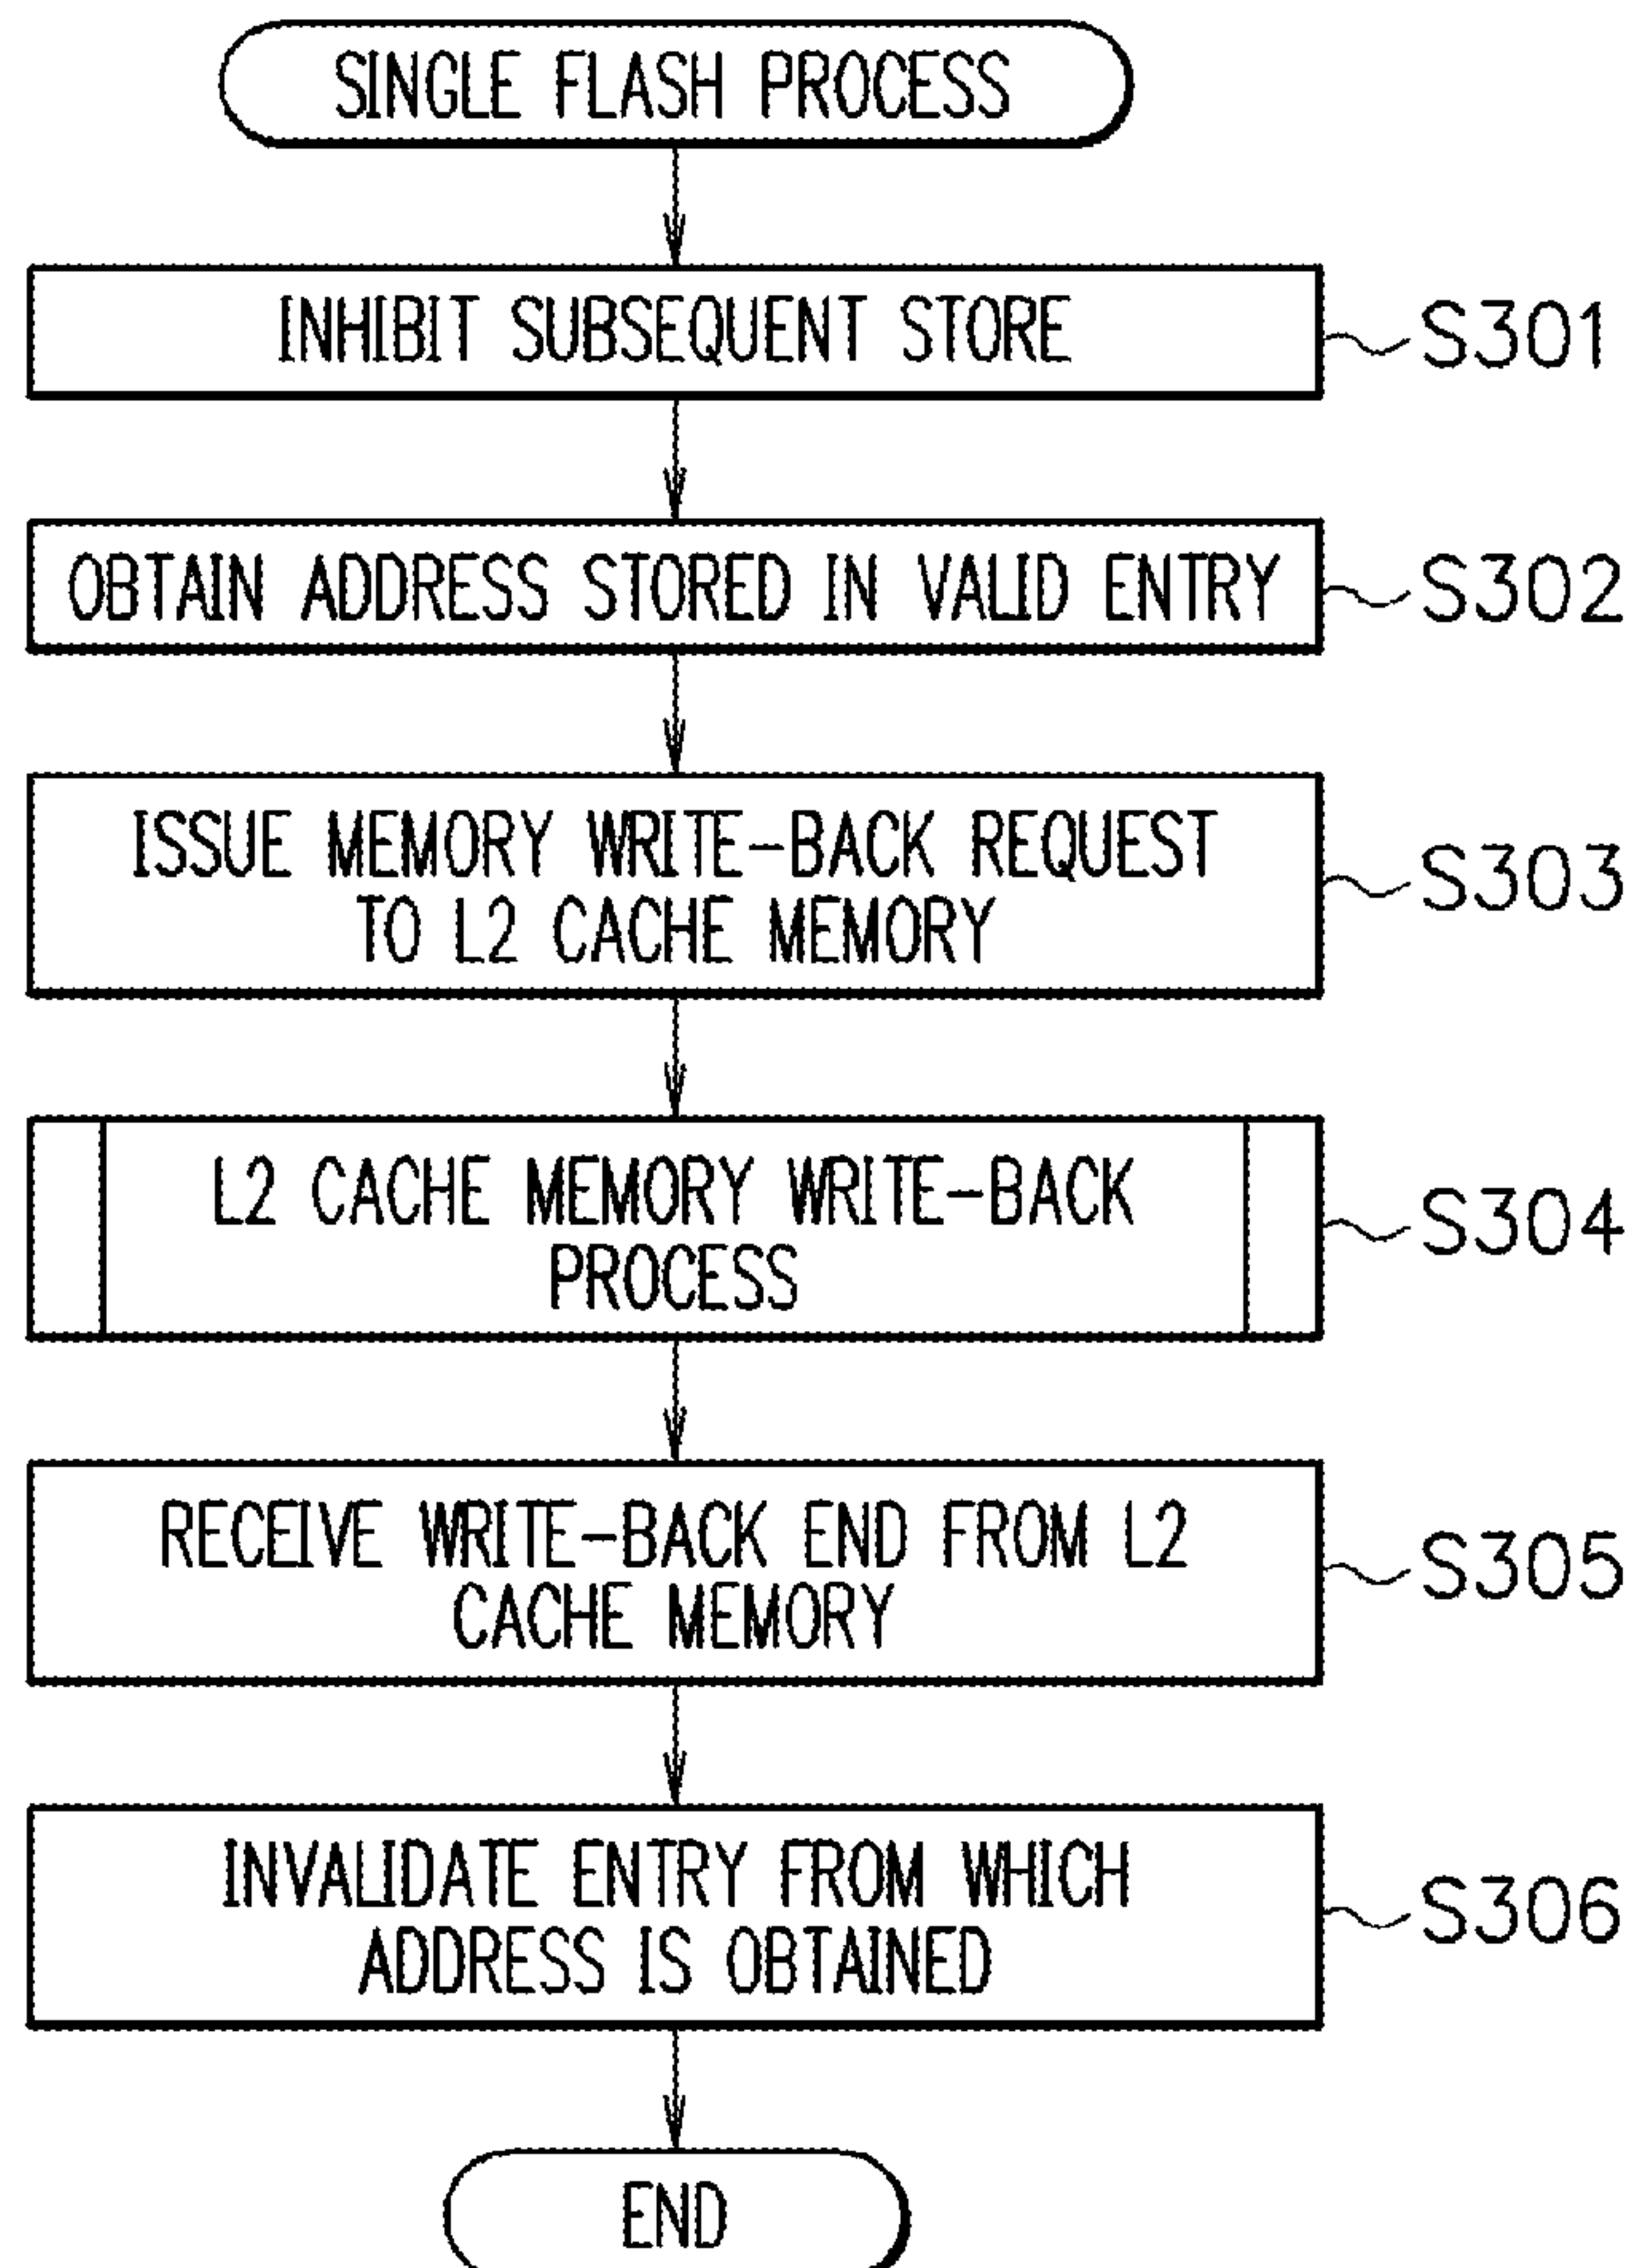 SINGLE FLASH PROCESS
INHIBIT SUBSEQUENT STORE
S301
OBTAIN ADDRESS STORED IN VALID ENTRY
S302
ISSUE MEMORY WRITE-BACK REQUEST
TO L2 CACHE MEMORY
S303
L2 CACHE MEMORY WRITE-BACK
PROCESS
S304
RECEIVE WRITE-BACK END FROM L2
CACHE MEMORY
S305
INVALIDATE ENTRY FROM WHICH
ADDRESS IS OBTAINED
S306
END